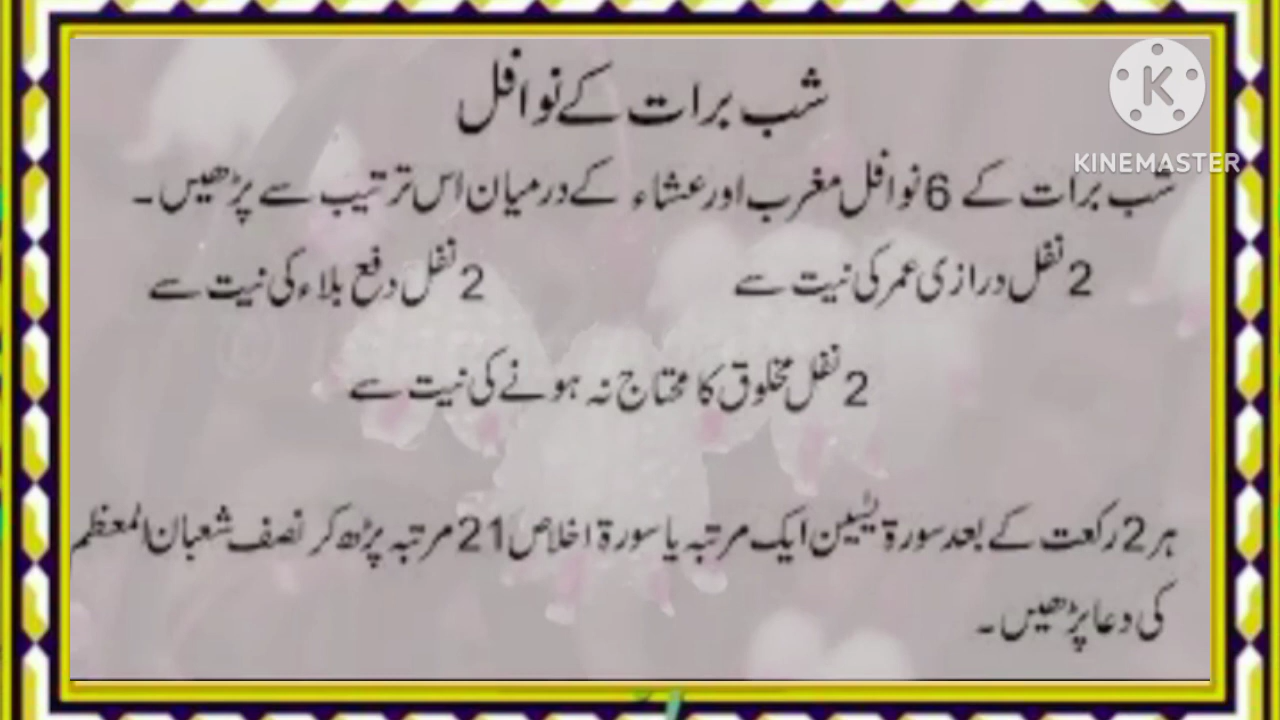 شب برات کے نوافل
KINEMASTER
شب برات کے 6 نوافل مغرب اور عشاء کے درمیان اس ترتیب سے پڑھیں۔
2 نفل درازی عمر کی نیت سے 2 نفل دفع بلاء کی نیت سے
2 نفل مخلوق کا محتاج نہ ہونے کی نیت سے
ہر 2 رکعت کے بعد سورۃ یٰسین ایک مرتبہ یا سورۃ اخلاص 21 مرتبہ پڑھ کر نصف شعبان المعظم
کی دعا پڑھیں۔